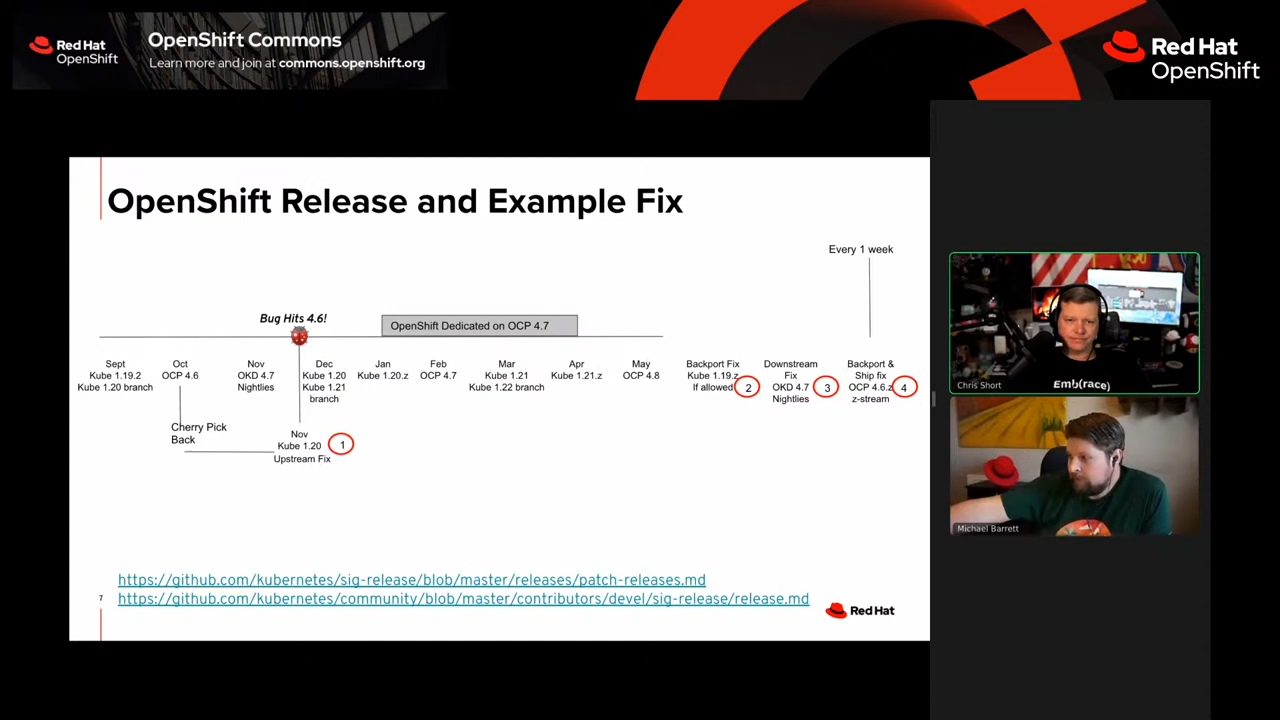 Red Hat
OpenShift
OpenShift Commons
Learn more and join at commons.openshift.org
Red Hat
OpenShift
OpenShift Release and Example Fix
Every 1 week
Bug Hits 4.6!
OpenShift Dedicated on OCP 4.7
Sept
Kube 1.19.2
Kube 1.20 branch
Oct
OCP 4.6
Nov
OKD 4.7
Nightlies
Dec
Kube 1.20
Kube 1.21
branch
Jan
Kube 1.20.z
Feb
OCP 4.7
Mar
Kube 1.21
Kube 1.22 branch
Apr
Kube 1.21.z
May
OCP 4.8
Backport Fix
Kube 1.19.z
If allowed
2
Downstream
Fix
OKD 4.7
Nightlies
3
Backport &
Ship fix
OCP 4.6.z
z-stream
4
Cherry Pick
Back
Nov
Kube 1.20
Upstream Fix
1
https://github.com/kubernetes/sig-release/blob/master/releases/patch-releases.md
https://github.com/kubernetes/community/blob/master/contributors/devel/sig-release/release.md
7
Red Hat
Emb(race)
Chris Short
Michael Barrett